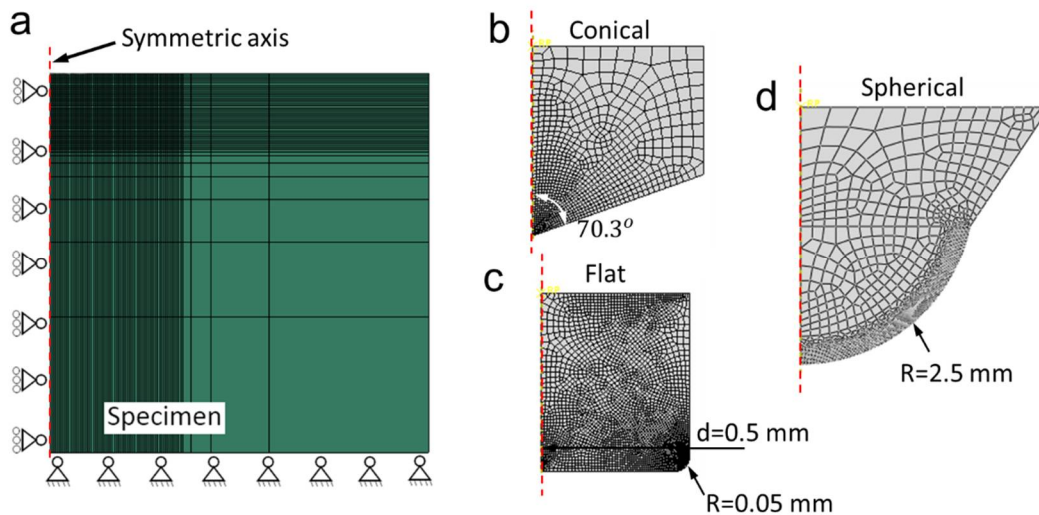 a
Symmetric axis
Specimen
b
Conical
70.3°
c
Flat
d=0.5 mm
R=0.05 mm
d
Spherical
R=2.5 mm